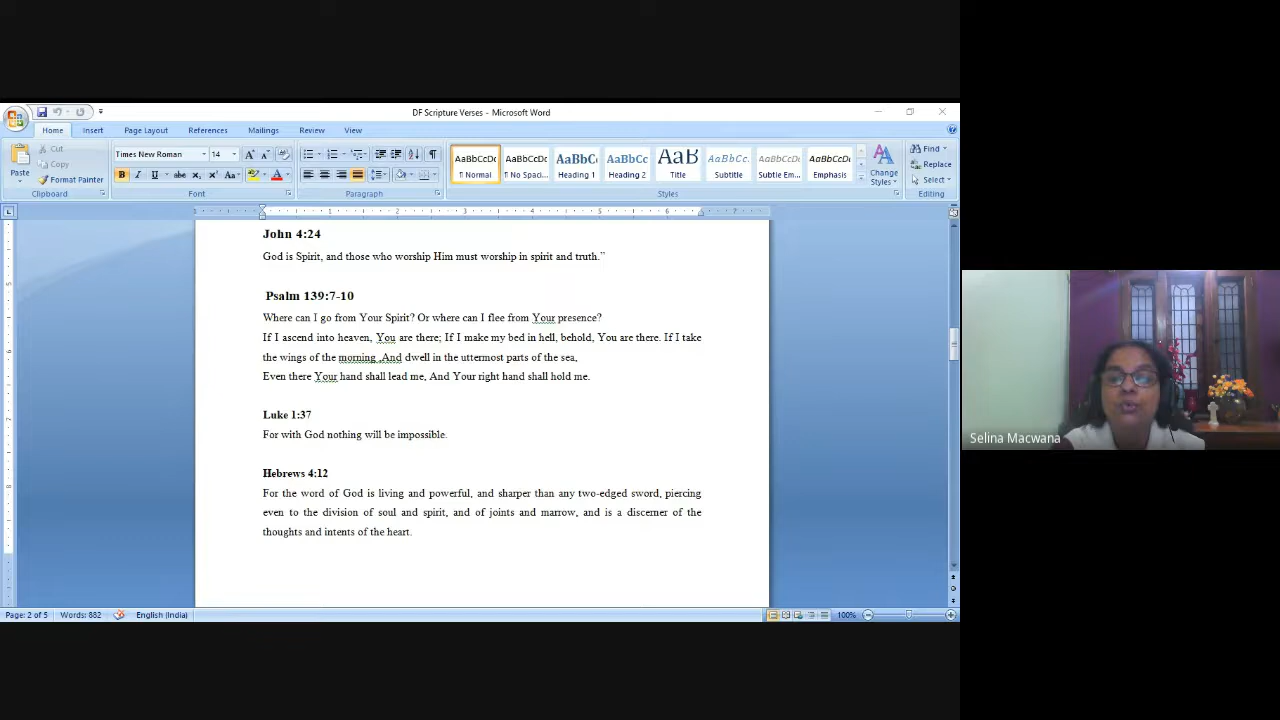 DF Scripture Verses - Microsoft Word
Home Insert Page Layout References Mailings Review View
Paste
Cut
Copy
Format Painter
Clipboard
Times New Roman 14
Font
Paragraph
AaBbCcDc AaBbCcDc AaBbC AaBbCc AaB AaBbCc. AaBbCcDt AaBbCcDt
¶ Normal ¶ No Spaci... Heading 1 Heading 2 Title Subtitle Subtle Em... Emphasis
Change Styles
Styles
Find
Replace
Select
Editing
John 4:24
God is Spirit, and those who worship Him must worship in spirit and truth.”
Psalm 139:7-10
Where can I go from Your Spirit? Or where can I flee from Your presence?
If I ascend into heaven, You are there; If I make my bed in hell, behold, You are there. If I take
the wings of the morning ,And dwell in the uttermost parts of the sea,
Even there Your hand shall lead me, And Your right hand shall hold me.
Luke 1:37
For with God nothing will be impossible.
Hebrews 4:12
For the word of God is living and powerful, and sharper than any two-edged sword, piercing
even to the division of soul and spirit, and of joints and marrow, and is a discerner of the
thoughts and intents of the heart.
Page: 2 of 5 Words: 882 English (India) 100%
Selina Macwana